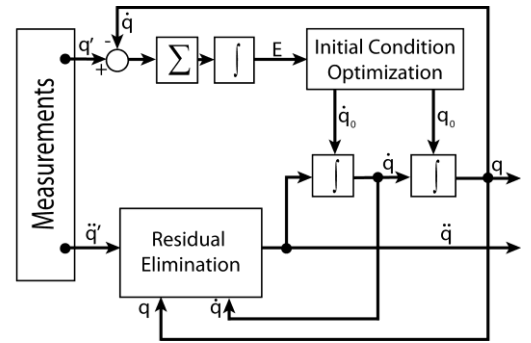 q̇
q′
-
+
Σ
∫
E
Initial Condition
Optimization
q̇₀
q₀
Measurements
∫
q̇
∫
q
q̈′
Residual
Elimination
q̈
q
q̇